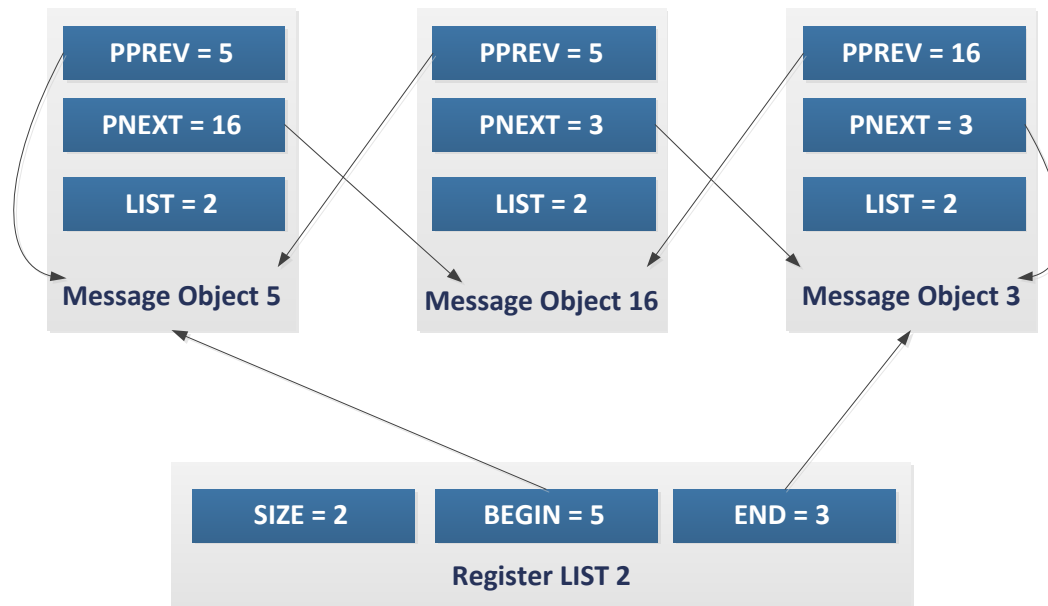 PPREV = 5
PNEXT = 16
LIST = 2
Message Object 5
PPREV = 5
PNEXT = 3
LIST = 2
Message Object 16
PPREV = 16
PNEXT = 3
LIST = 2
Message Object 3
SIZE = 2
BEGIN = 5
END = 3
Register LIST 2